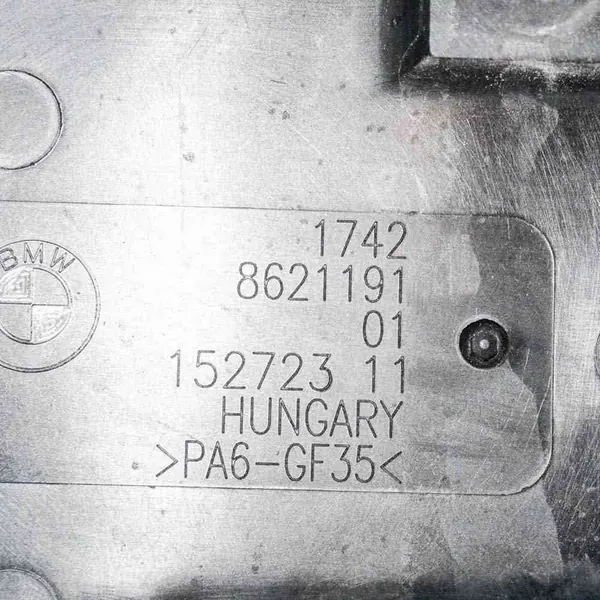 BMW
1742
8621191
01
152723 11
HUNGARY
>PA6-GF35<